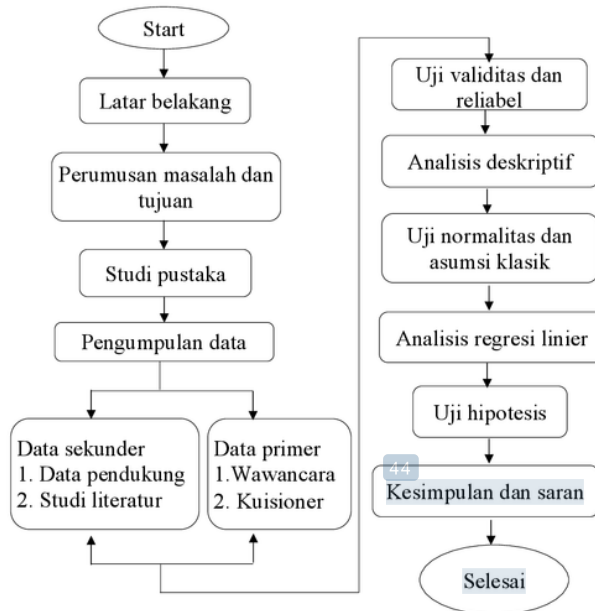 Start
Latar belakang
Perumusan masalah dan
tujuan
Studi pustaka
Pengumpulan data
Data sekunder
1. Data pendukung
2. Studi literatur
Data primer
1.Wawancara
2. Kuisioner
Uji validitas dan
reliabel
Analisis deskriptif
Uji normalitas dan
asumsi klasik
Analisis regresi linier
Uji hipotesis
44
Kesimpulan dan saran
Selesai